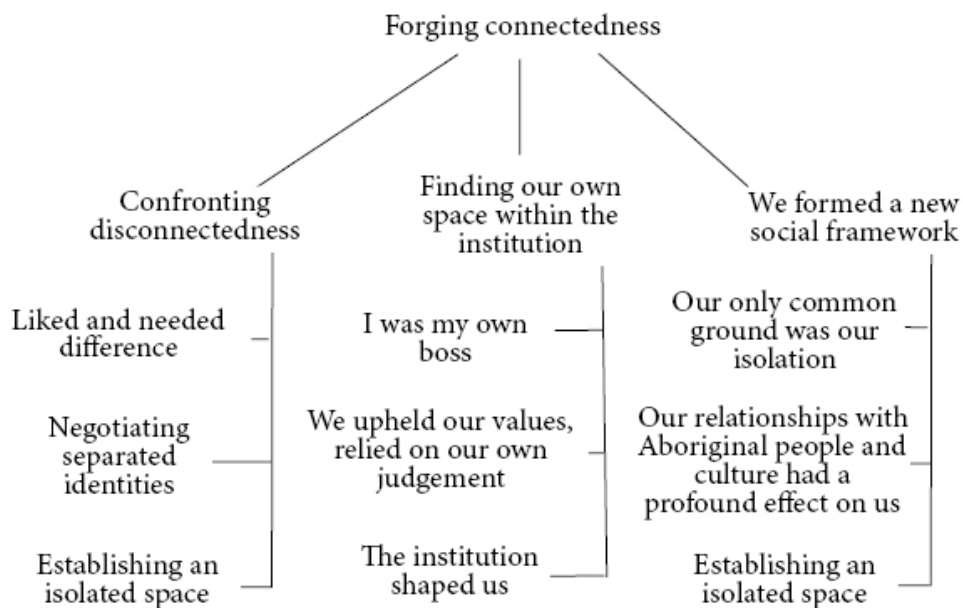 Forging connectedness
Confronting
disconnectedness
Liked and needed
difference
Negotiating
separated
identities
Establishing an
isolated space
Finding our own
space within the
institution
I was my own
boss
We upheld our values,
relied on our own
judgement
The institution
shaped us
We formed a new
social framework
Our only common
ground was our
isolation
Our relationships with
Aboriginal people and
culture had a
profound effect on us
Establishing an
isolated space